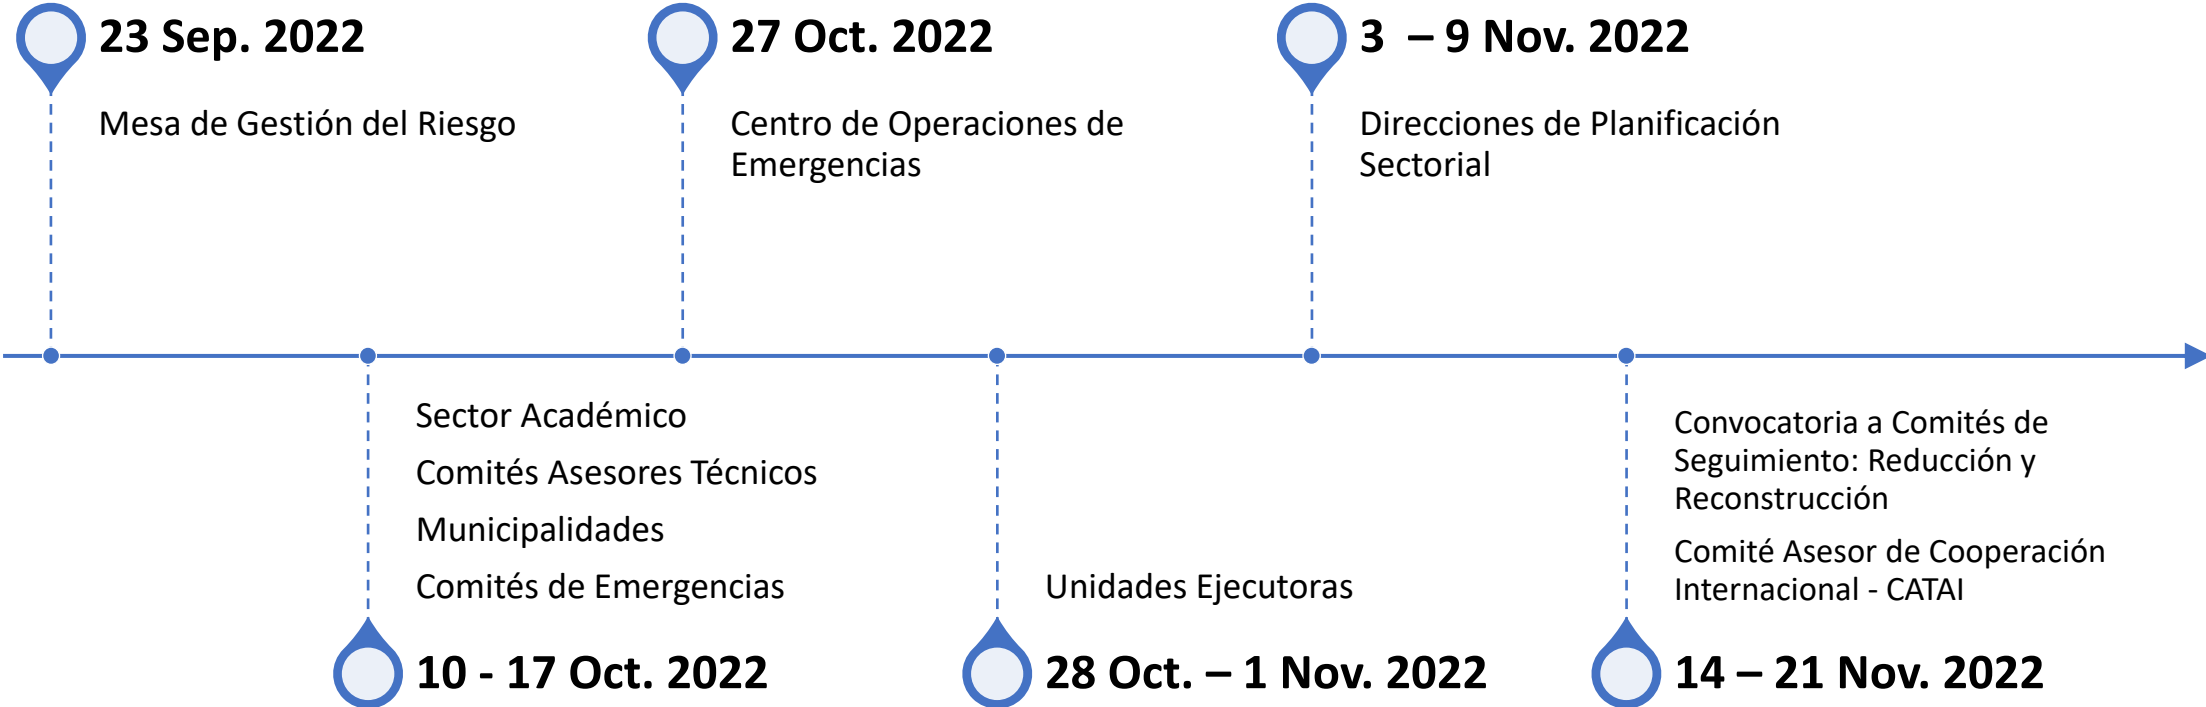 23 Sep. 2022
Mesa de Gestión del Riesgo
27 Oct. 2022
Centro de Operaciones de
Emergencias
3 – 9 Nov. 2022
Direcciones de Planificación
Sectorial
Sector Académico
Comités Asesores Técnicos
Municipalidades
Comités de Emergencias
10 - 17 Oct. 2022
Unidades Ejecutoras
28 Oct. – 1 Nov. 2022
Convocatoria a Comités de
Seguimiento: Reducción y
Reconstrucción
Comité Asesor de Cooperación
Internacional - CATAI
14 – 21 Nov. 2022